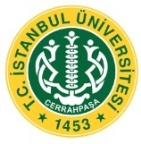 T.C. İSTANBUL ÜNİVERSİTESİ
CERRAHPAŞA
1453